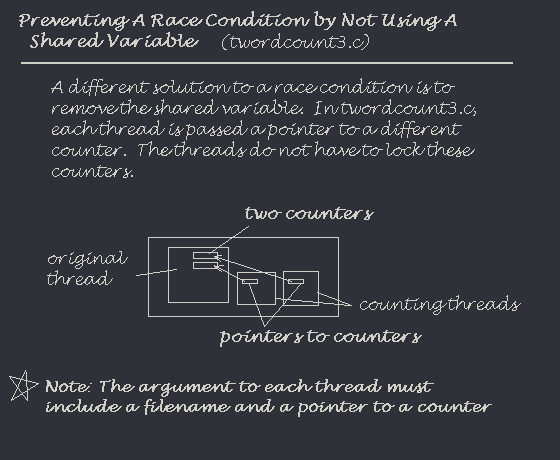 Preventing A Race Condition by Not Using A
Shared Variable (twordcount3.c)
A different solution to a race condition is to
remove the shared variable. In twordcount3.c,
each thread is passed a pointer to a different
counter. The threads do not have to lock these
counters.
two counters
original
thread
counting threads
pointers to counters
Note: The argument to each thread must
include a filename and a pointer to a counter